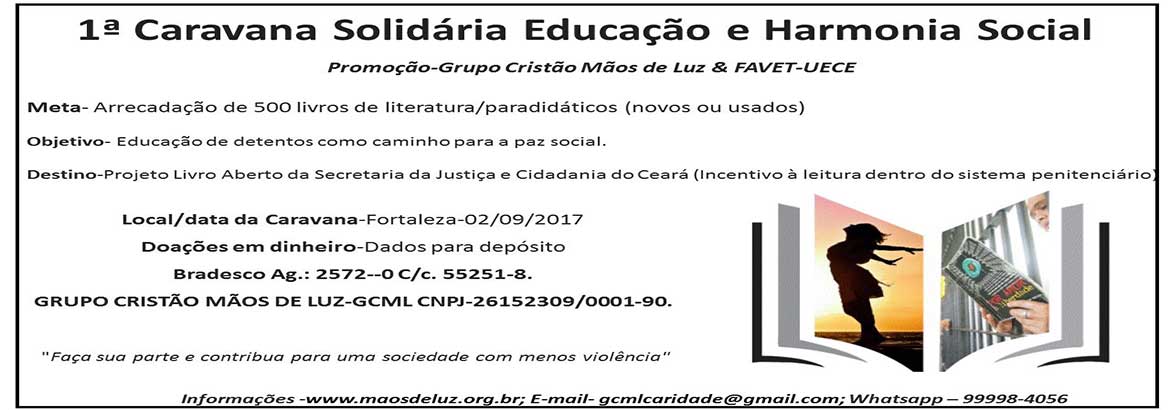 1ª Caravana Solidária Educação e Harmonia Social
Promoção-Grupo Cristão Mãos de Luz & FAVET-UECE
Meta- Arrecadação de 500 livros de literatura/paradidáticos (novos ou usados)
Objetivo- Educação de detentos como caminho para a paz social.
Destino-Projeto Livro Aberto da Secretaria da Justiça e Cidadania do Ceará (Incentivo à leitura dentro do sistema penitenciário)
Local/data da Caravana-Fortaleza-02/09/2017
Doações em dinheiro-Dados para depósito
Bradesco Ag.: 2572--0 C/c. 55251-8.
GRUPO CRISTÃO MÃOS DE LUZ-GCML CNPJ-26152309/0001-90.
"Faça sua parte e contribua para uma sociedade com menos violência"
Informações -www.maosdeluz.org.br; E-mail- gcmlcaridade@gmail.com; Whatsapp – 99998-4056